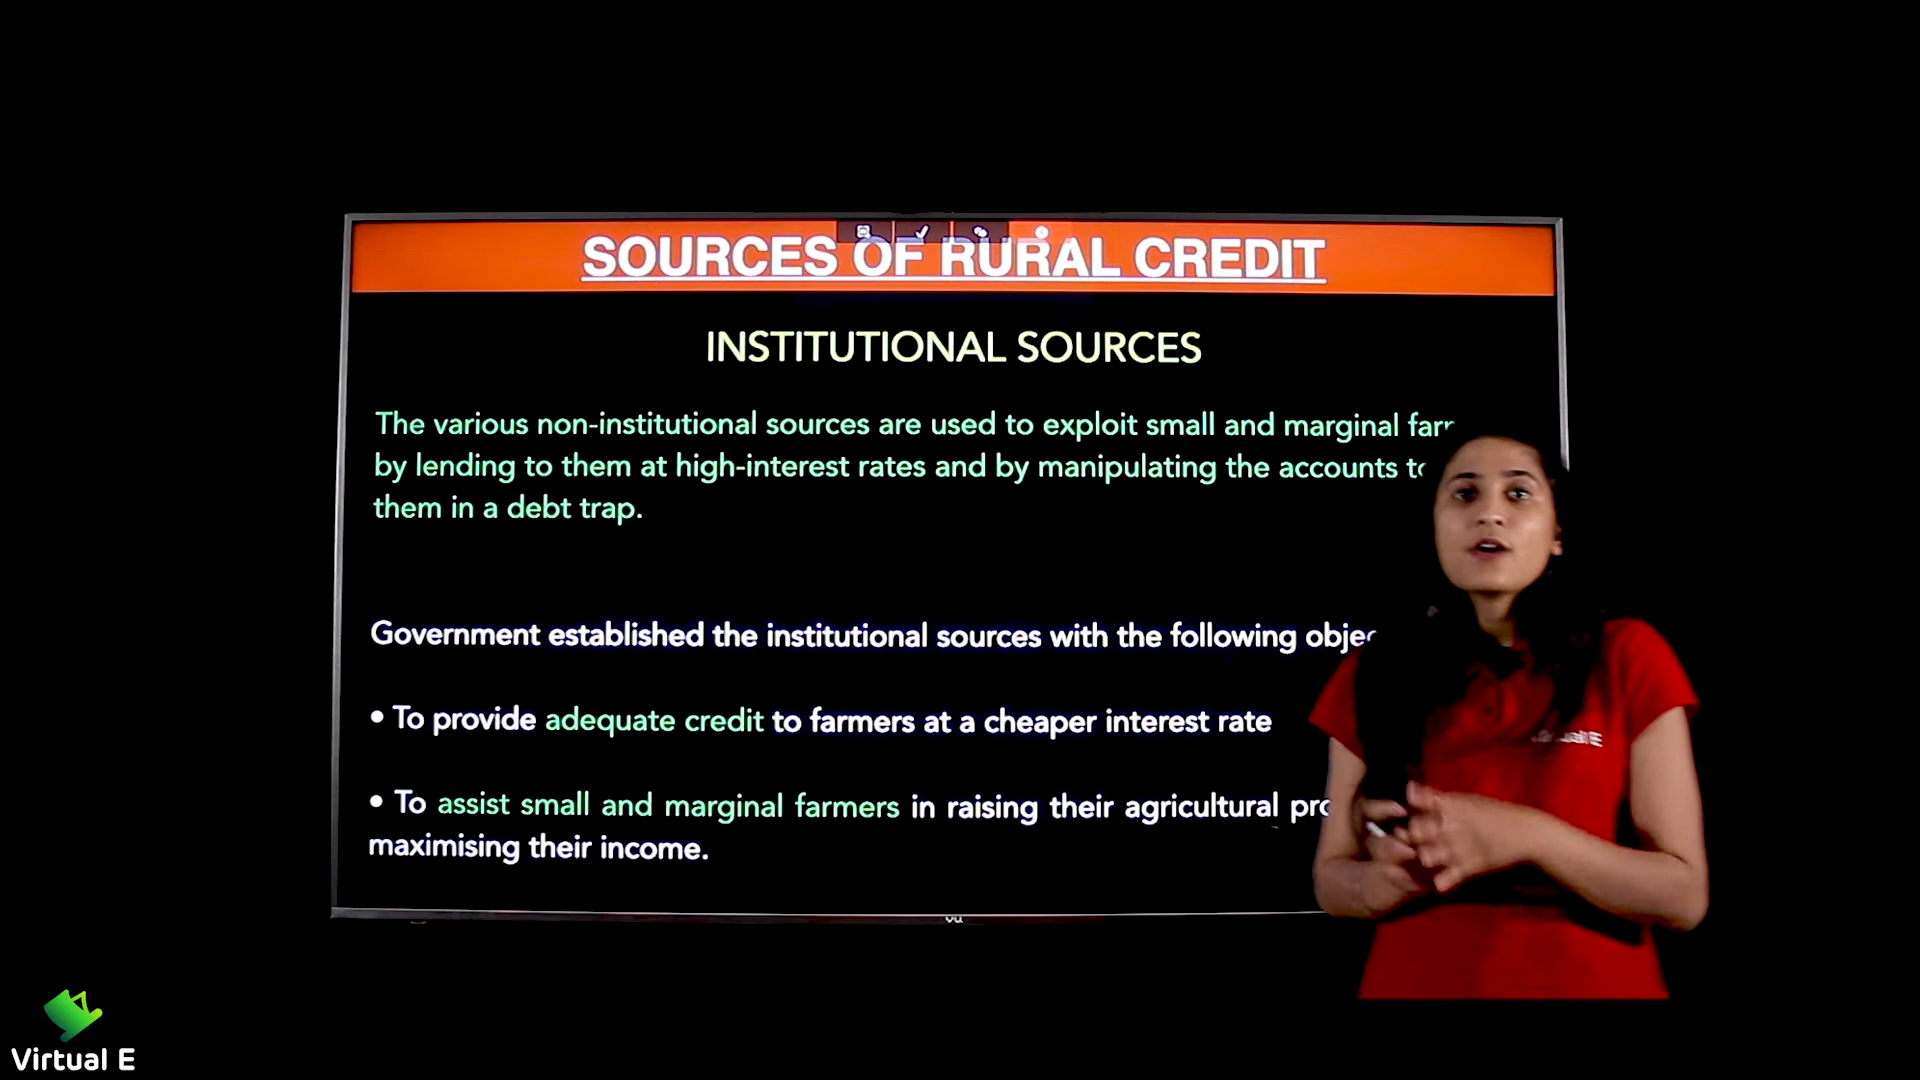 SOURCES OF RURAL CREDIT
INSTITUTIONAL SOURCES
The various non-institutional sources are used to exploit small and marginal
by lending to them at high-interest rates and by manipulating the accounts
them in a debt trap.
Government established the institutional sources with the following
• To provide adequate credit to farmers at a cheaper interest rate
• To assist small and marginal farmers in raising their agricultural
maximising their income.
Virtual E